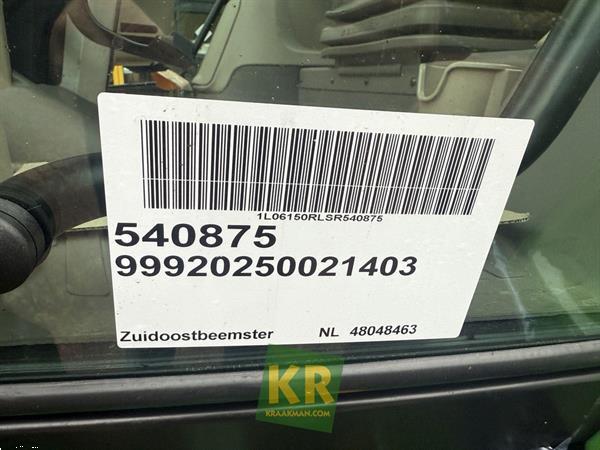 1L06150RLSR540875
540875
99920250021403
Zuidoostbeemster NL 48048463
KR
KRAAKMAN.COM